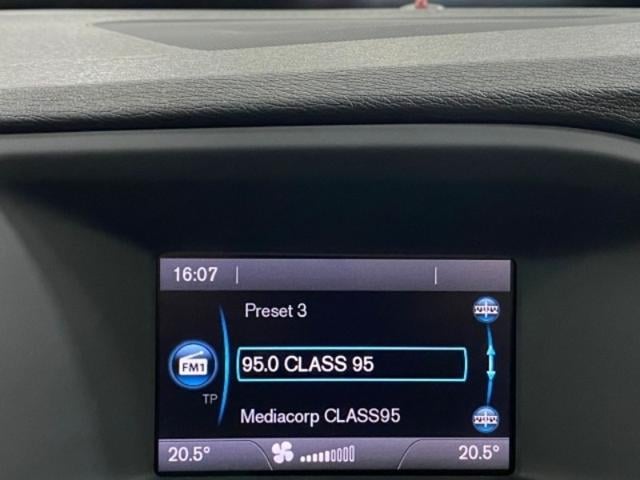 16:07
Preset 3
FM1
95.0 CLASS 95
TP
Mediacorp CLASS95
20.5° 20.5°